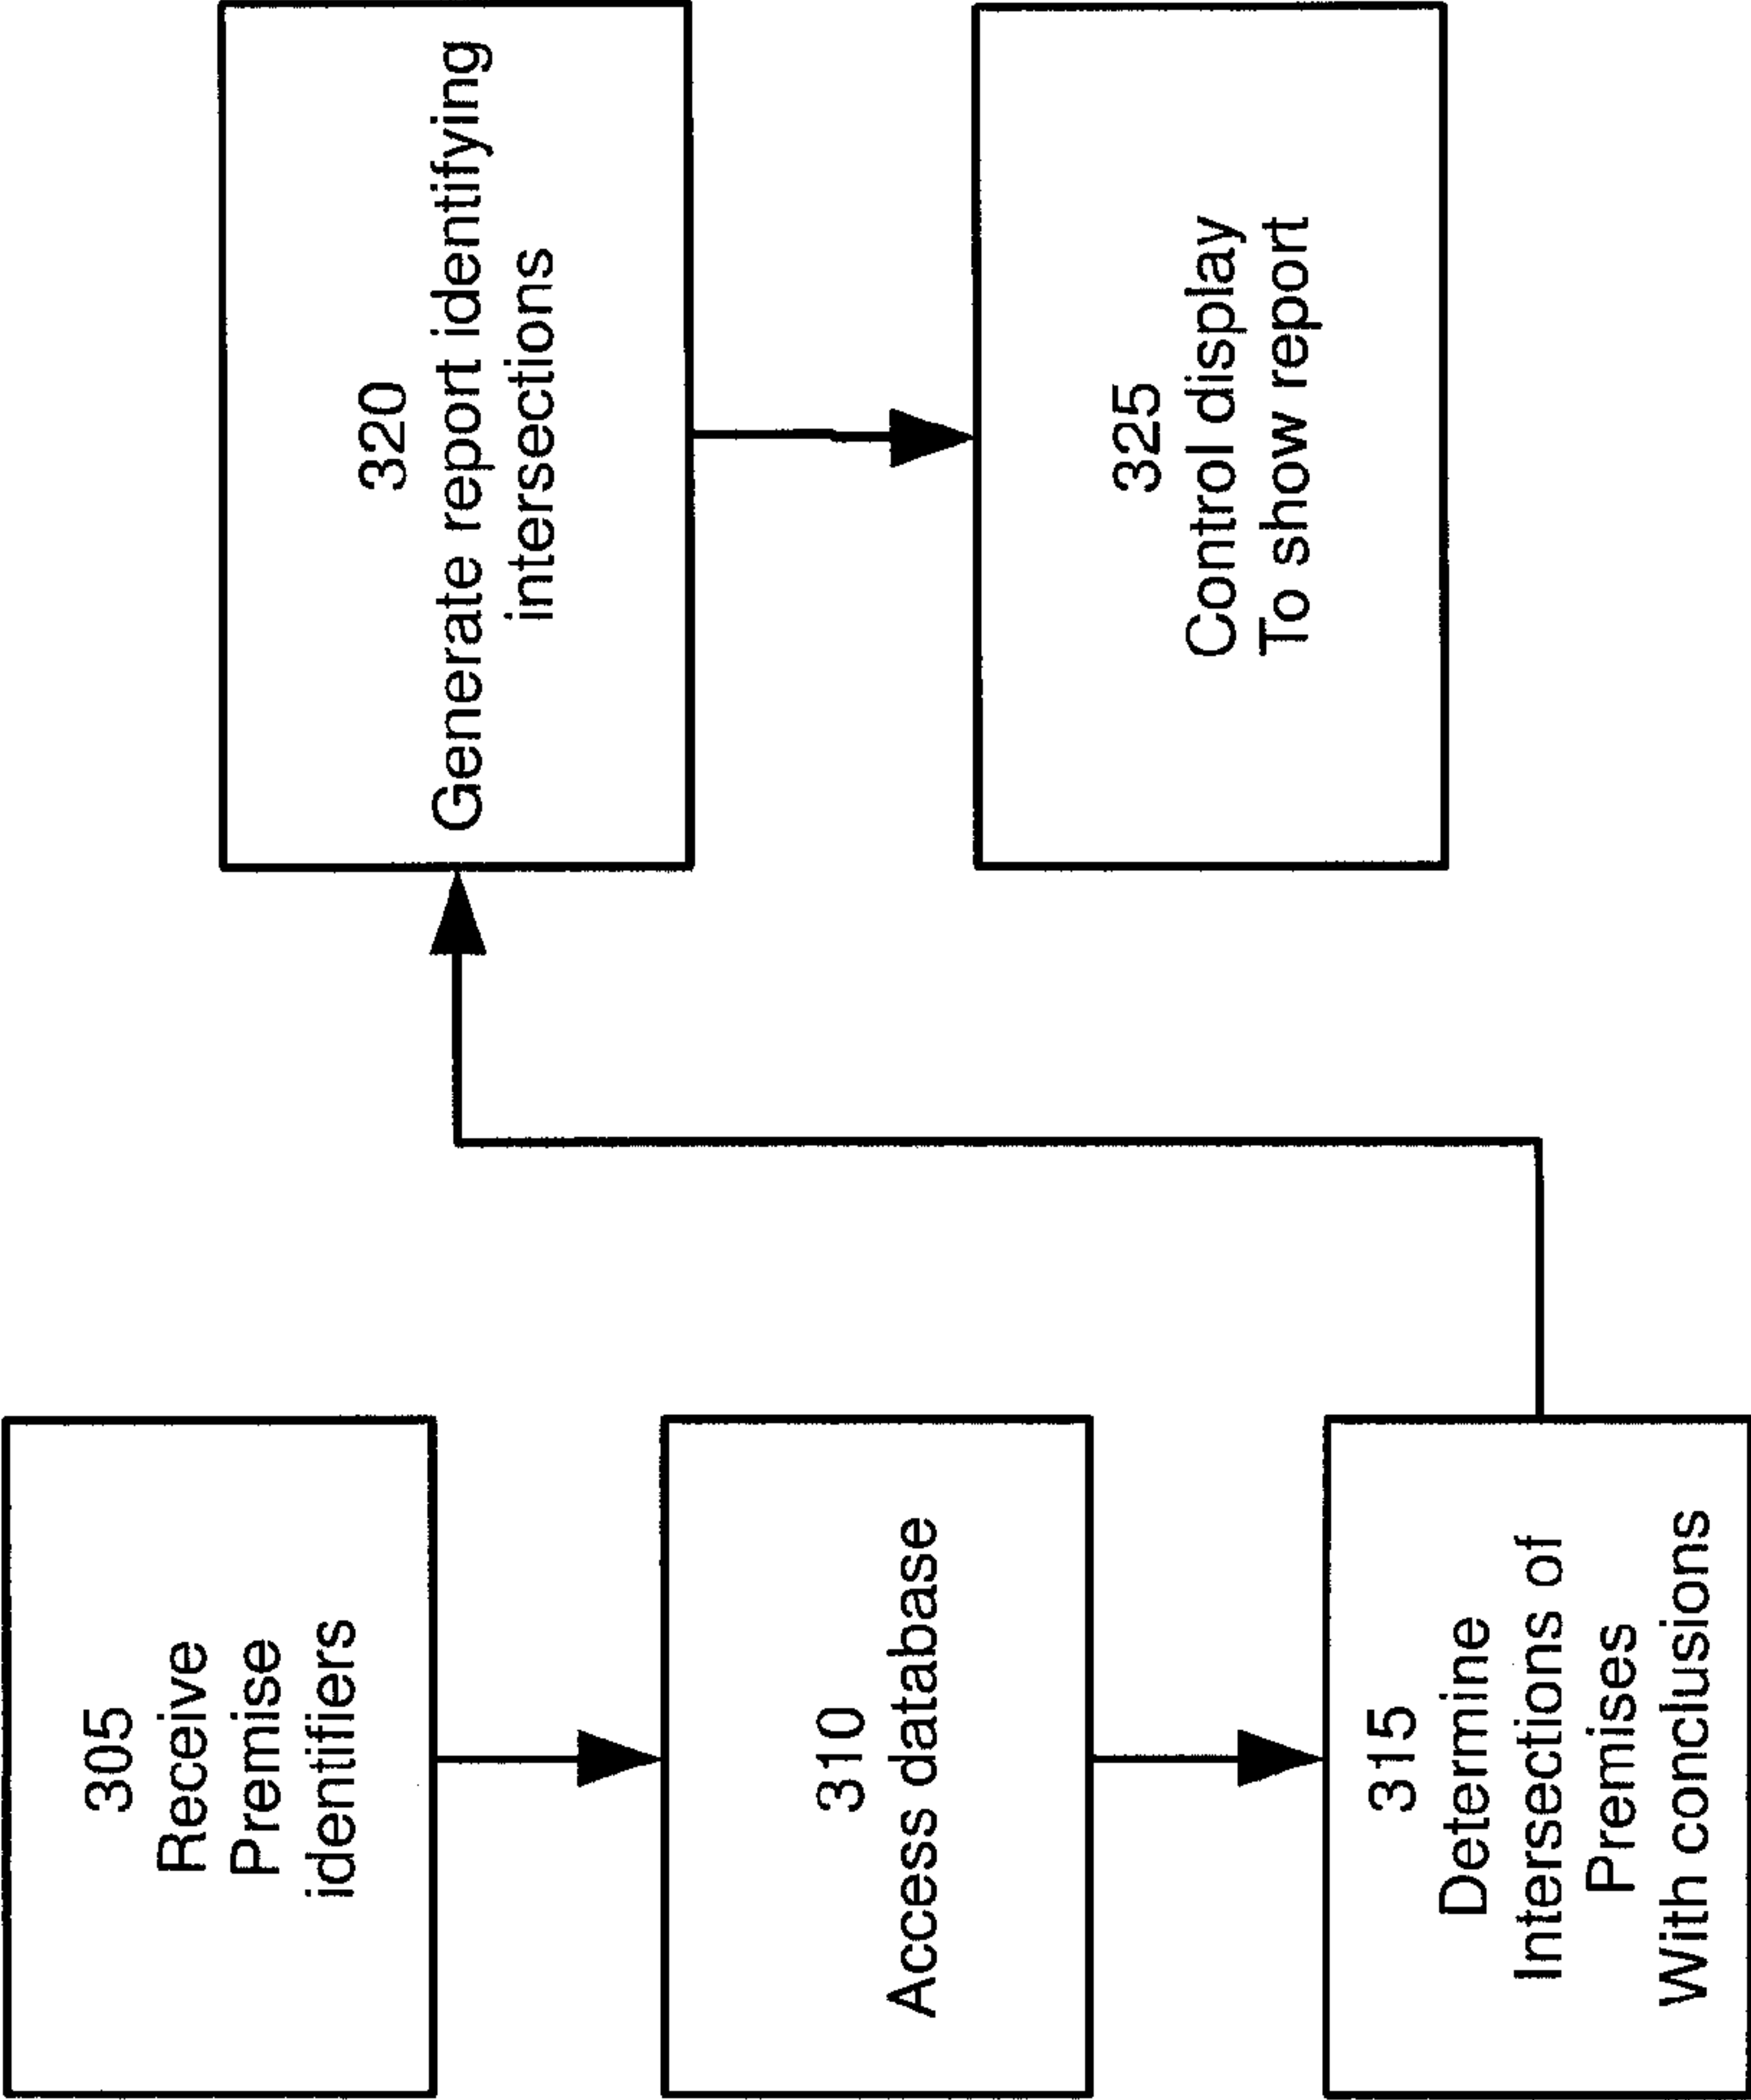 305
Receive
Premise
identifiers
310
Access database
315
Determine
Intersections of
Premises
With conclusions
320
Generate report identifying
intersections
325
Control display
To show report